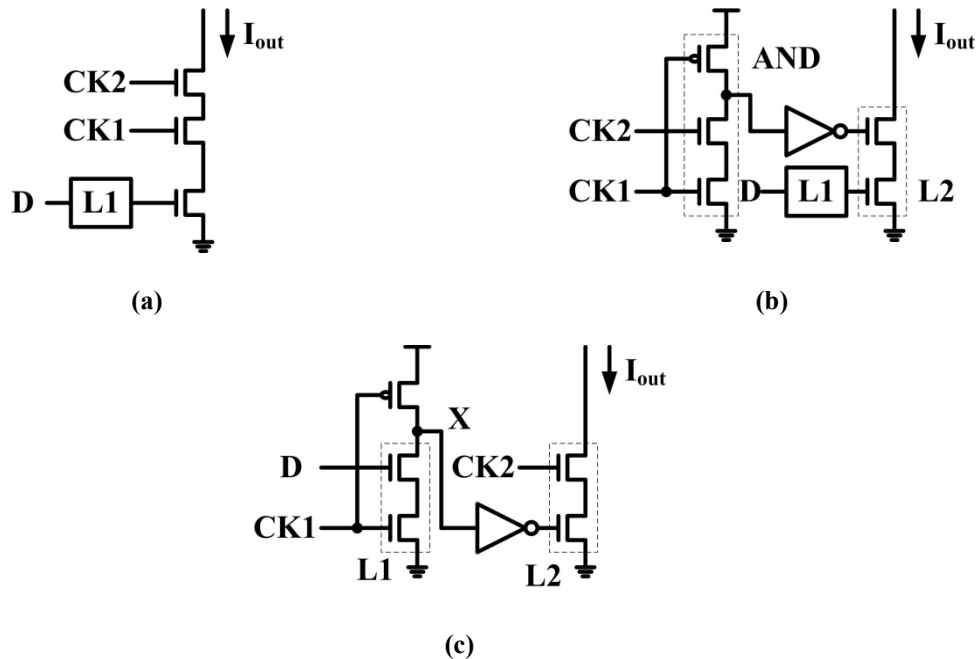 I_out
CK2
CK1
D L1
(a)
I_out
AND
CK2
CK1
D L1 L2
(b)
I_out
X
D CK2
CK1
L1 L2
(c)